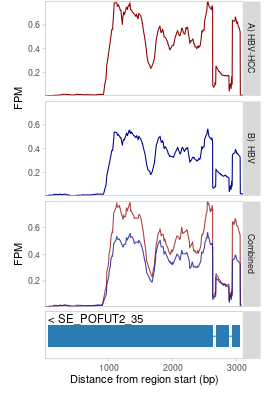 0.6
0.4
0.2
A) HBV-HCC
FPM
0.6
0.4
0.2
B) HBV
0.6
0.4
0.2
FPM
Combined
< SE_POFUT2_35
1000
2000
3000
Distance from region start (bp)